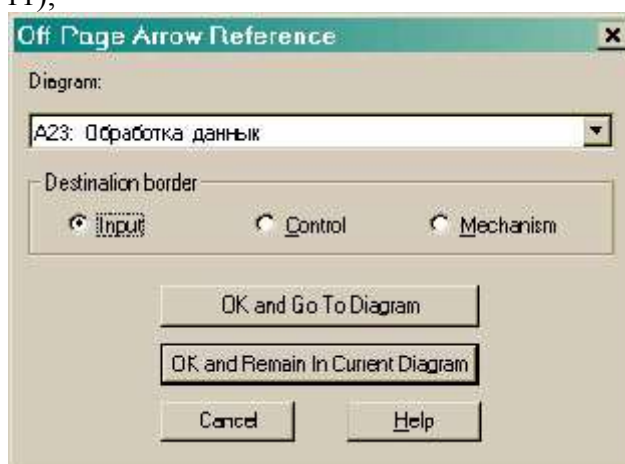 11),
Off Page Arrow Reference
Diagram:
A23: Обработка данных
Destination border
Input Control Mechanism
OK and Go To Diagram
OK and Remain In Current Diagram
Cancel Help